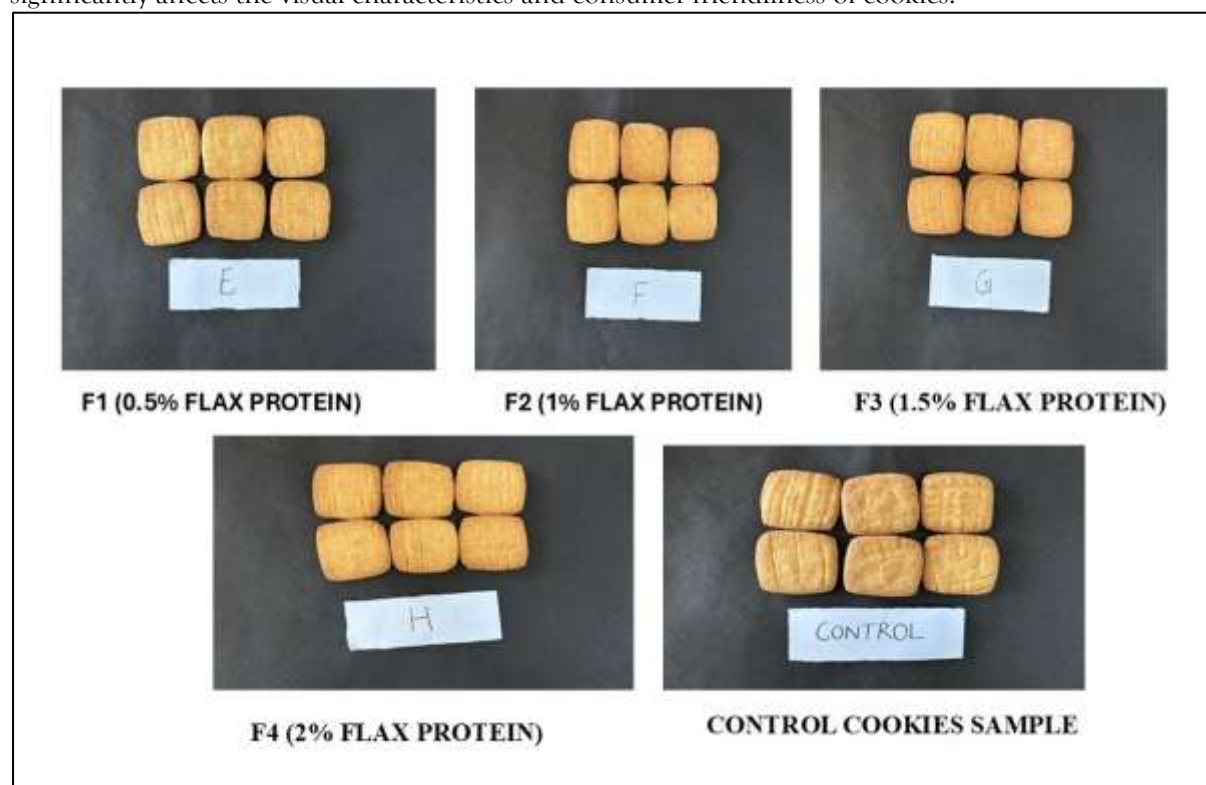 significantly affects the visual characteristics and consumer friendliness of cookies.
E
F
G
F1 (0.5% FLAX PROTEIN)
F2 (1% FLAX PROTEIN)
F3 (1.5% FLAX PROTEIN)
H
CONTROL
F4 (2% FLAX PROTEIN)
CONTROL COOKIES SAMPLE